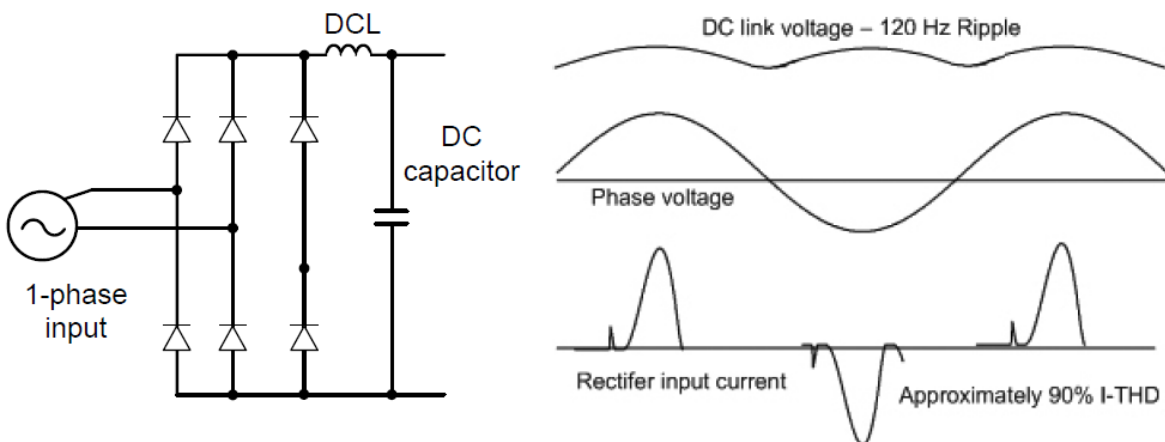 DCL
DC
capacitor
1-phase
input
DC link voltage – 120 Hz Ripple
Phase voltage
Rectifer input current
Approximately 90% I-THD